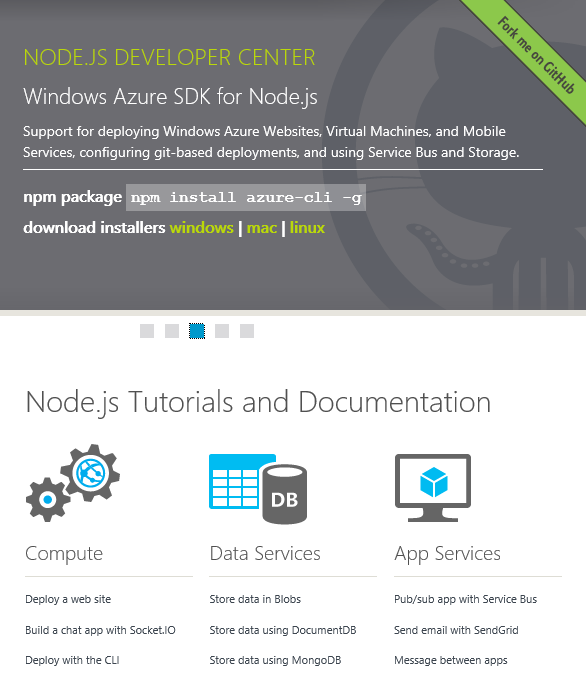 Fork me on GitHub
NODE.JS DEVELOPER CENTER
Windows Azure SDK for Node.js
Support for deploying Windows Azure Websites, Virtual Machines, and Mobile
Services, configuring git-based deployments, and using Service Bus and Storage.
npm package npm install azure-cli -g
download installers windows | mac | linux
Node.js Tutorials and Documentation
DB
Compute
Deploy a web site
Build a chat app with Socket.IO
Deploy with the CLI
Data Services
Store data in Blobs
Store data using DocumentDB
Store data using MongoDB
App Services
Pub/sub app with Service Bus
Send email with SendGrid
Message between apps